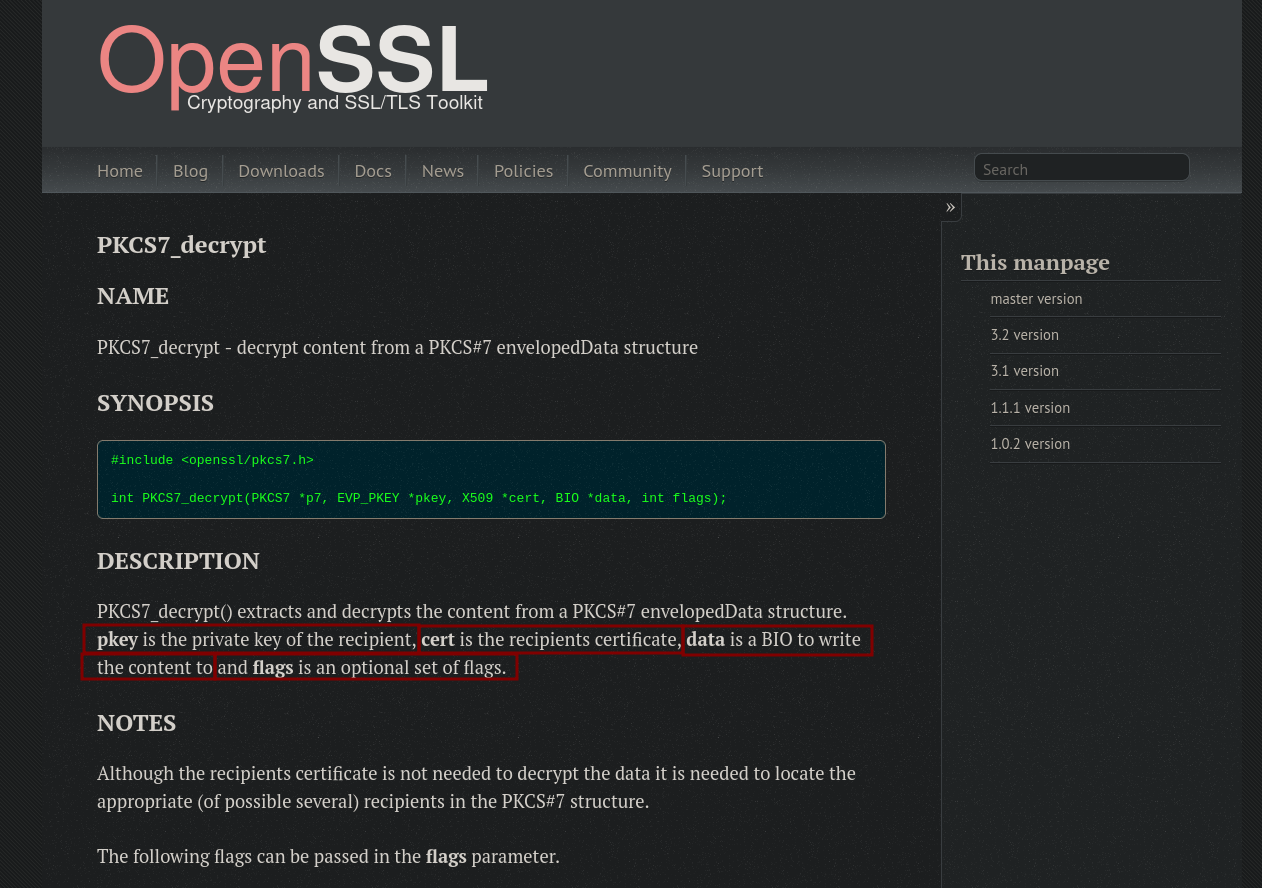 OpenSSL
Cryptography and SSL/TLS Toolkit
Home Blog Downloads Docs News Policies Community Support Search
»
PKCS7_decrypt
NAME
PKCS7_decrypt - decrypt content from a PKCS#7 envelopedData structure
SYNOPSIS
#include <openssl/pkcs7.h>
int PKCS7_decrypt(PKCS7 *p7, EVP_PKEY *pkey, X509 *cert, BIO *data, int flags);
DESCRIPTION
PKCS7_decrypt() extracts and decrypts the content from a PKCS#7 envelopedData structure.
pkey is the private key of the recipient, cert is the recipients certificate, data is a BIO to write
the content to and flags is an optional set of flags.
NOTES
Although the recipients certificate is not needed to decrypt the data it is needed to locate the
appropriate (of possible several) recipients in the PKCS#7 structure.
The following flags can be passed in the flags parameter.
This manpage
master version
3.2 version
3.1 version
1.1.1 version
1.0.2 version